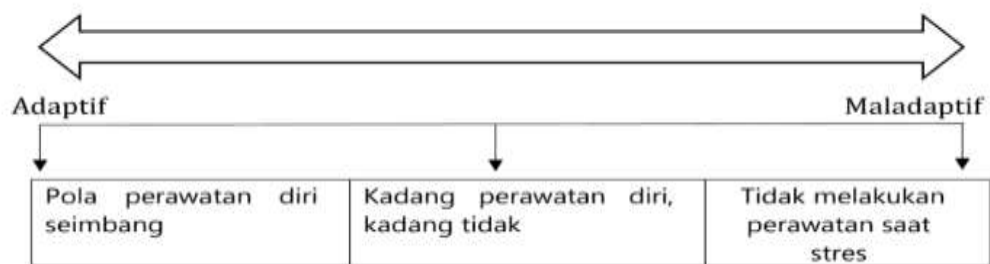 Adaptif
Maladaptif
Pola perawatan diri
seimbang
Kadang perawatan diri,
kadang tidak
Tidak melakukan
perawatan saat
stres